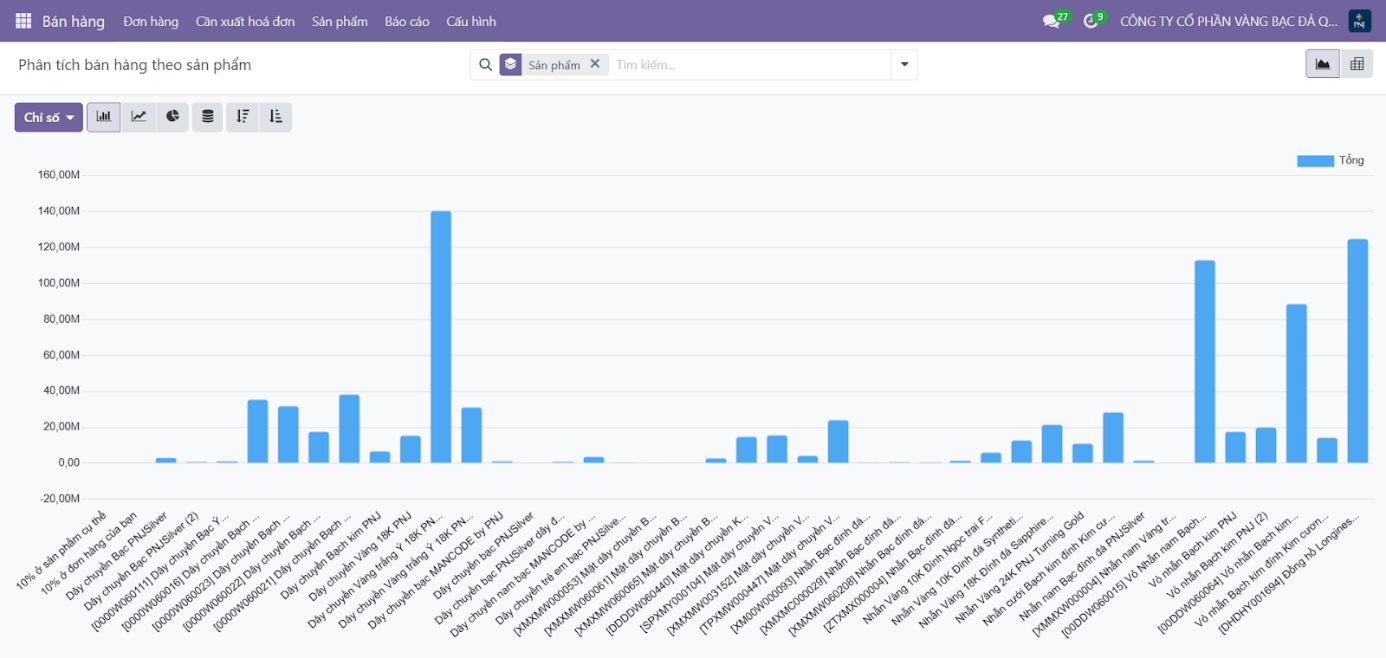 Bán hàng Đơn hàng Cần xuất hoá đơn Sản phẩm Báo cáo Cấu hình 27 9 CÔNG TY CỔ PHẦN VÀNG BẠC ĐÁ Q... PNJ
Phân tích bán hàng theo sản phẩm Sản phẩm Tìm kiếm...
Chỉ số
Tổng
160,00M
140,00M
120,00M
100,00M
80,00M
60,00M
40,00M
20,00M
0,00
-20,00M
10% ở sản phẩm cụ thể
10% ở đơn hàng của bạn
Dây chuyền Bạc PNJSilver
Dây chuyền Bạc PNJSilver (2)
[0000W060111] Dây chuyền Bạc Ý...
[0000W060016] Dây chuyền Bạch ...
[0000W060023] Dây chuyền Bạch ...
[0000W060022] Dây chuyền Bạch ...
[0000W060021] Dây chuyền Bạch ...
Dây chuyền Bạch kim PNJ
Dây chuyền Vàng 18K PNJ
Dây chuyền Vàng trắng Ý 18K PN...
Dây chuyền Vàng trắng Ý 18K PN...
Dây chuyền bạc MANCODE by PNJ
Dây chuyền bạc PNJSilver
Dây chuyền bạc PNJSilver dây đ...
Dây chuyền nam bạc MANCODE by ...
Dây chuyền trẻ em bạc PNJSilve...
[XMXMW000053] Mặt dây chuyền B...
[XMXMW060061] Mặt dây chuyền B...
[XMXMW060065] Mặt dây chuyền B...
[DDDDW060440] Mặt dây chuyền K...
[SPXMY000104] Mặt dây chuyền V...
[XMXMW003152] Mặt dây chuyền V...
[TPXMW000447] Mặt dây chuyền V...
[XM00W000093] Nhẫn Bạc đính đá...
[XMXMC000029] Nhẫn Bạc đính đá...
[XMXMW060208] Nhẫn Bạc đính đá...
[ZTXMX000004] Nhẫn Bạc đính đá...
Nhẫn Vàng 10K Đính Ngọc trai F...
Nhẫn Vàng 10K Đính đá Syntheti...
Nhẫn Vàng 18K Đính đá Sapphire...
Nhẫn Vàng 24K PNJ Turning Gold
Nhẫn cưới Bạch kim đính Kim cư...
Nhẫn nam Bạc đính đá PNJSilver
[XMMXW000004] Nhẫn nam Vàng tr...
[00DDW060015] Vỏ Nhẫn nam Bạch...
Vỏ nhẫn Bạch kim PNJ
Vỏ nhẫn Bạch kim PNJ (2)
[00DDW060064] Vỏ nhẫn Bạch kim...
Vỏ nhẫn Bạch kim đính Kim cươn...
[DHDHY001694] Đồng hồ Longines...